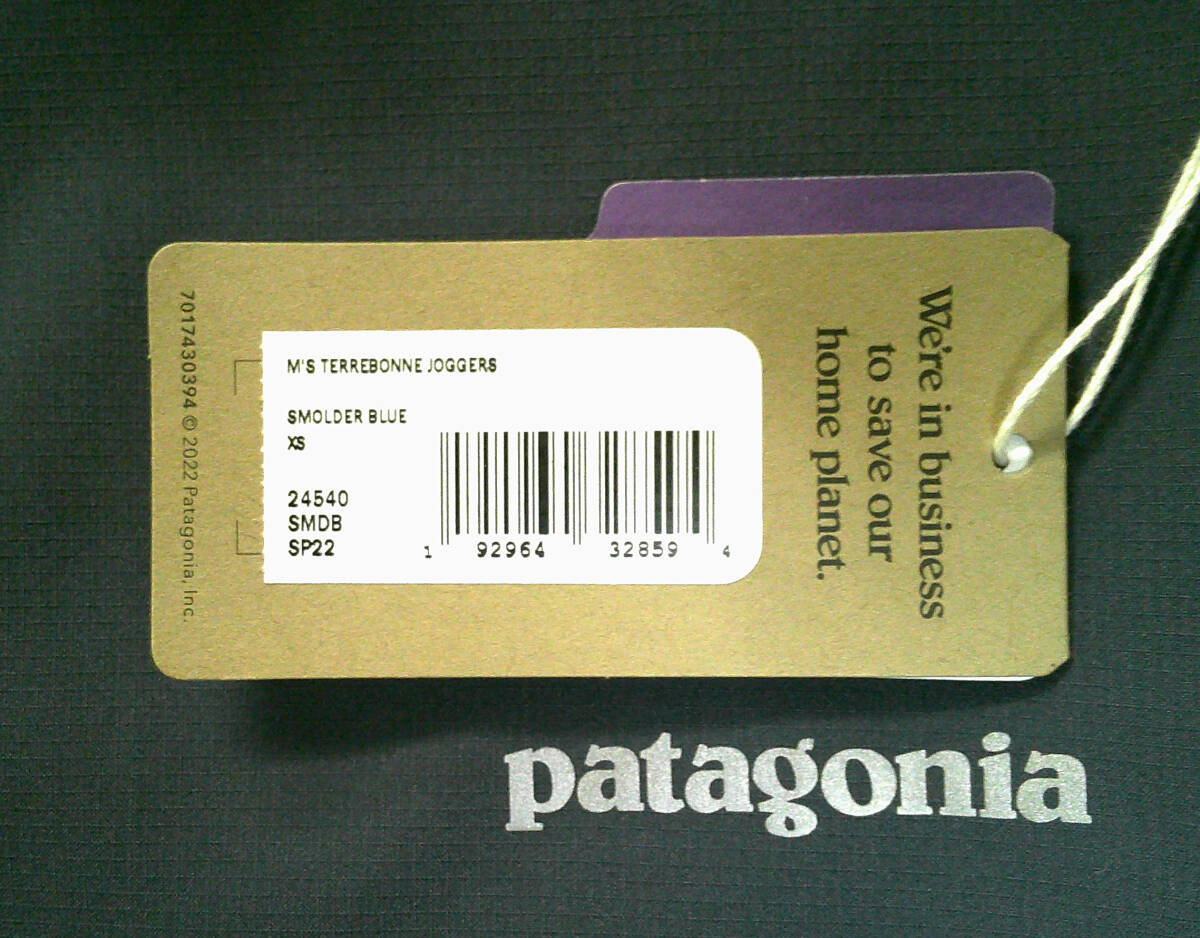 M'S TERREBONNE JOGGERS
SMOLDER BLUE
XS
24540
SMDB
SP22
1 92964 32859 4
We're in business
to save our
home planet.
7017430394 © 2022 Patagonia, Inc.
patagonia